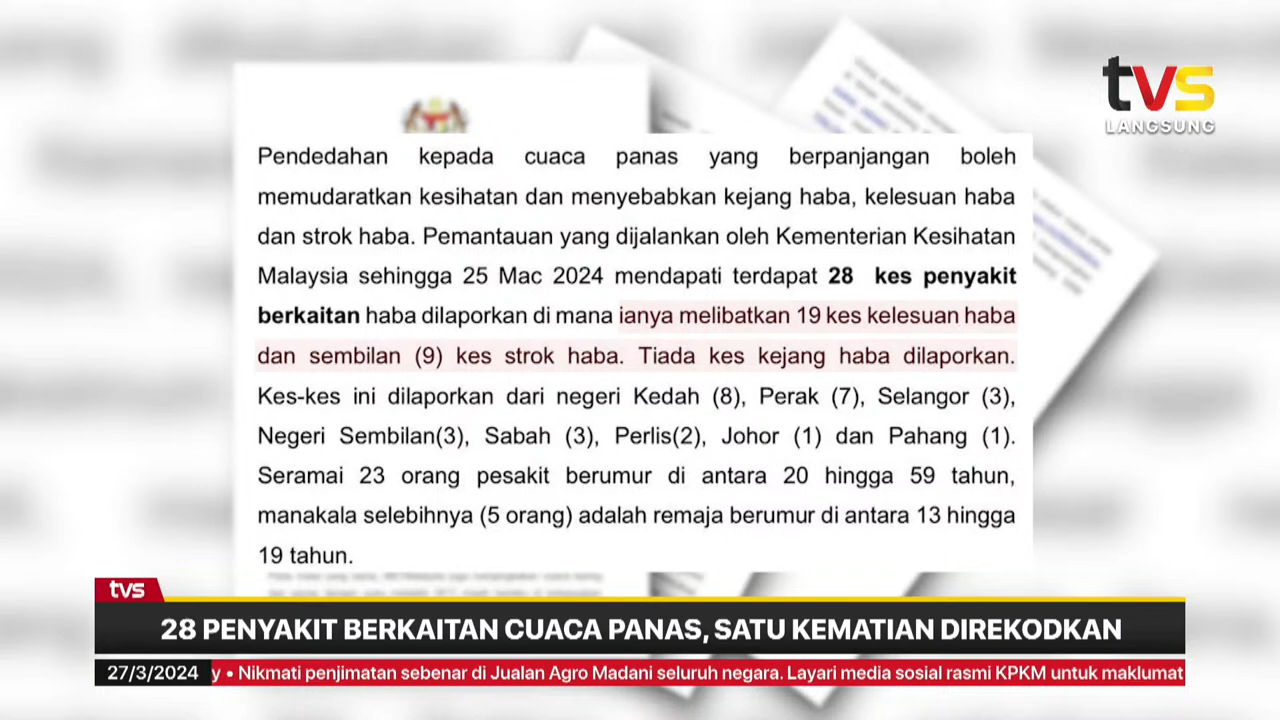 tvs
LANGSUNG
Pendedahan kepada cuaca panas yang berpanjangan boleh
memudaratkan kesihatan dan menyebabkan kejang haba, kelesuan haba
dan strok haba. Pemantauan yang dijalankan oleh Kementerian Kesihatan
Malaysia sehingga 25 Mac 2024 mendapati terdapat 28 kes penyakit
berkaitan haba dilaporkan di mana ianya melibatkan 19 kes kelesuan haba
dan sembilan (9) kes strok haba. Tiada kes kejang haba dilaporkan.
Kes-kes ini dilaporkan dari negeri Kedah (8), Perak (7), Selangor (3),
Negeri Sembilan(3), Sabah (3), Perlis(2), Johor (1) dan Pahang (1).
Seramai 23 orang pesakit berumur di antara 20 hingga 59 tahun,
manakala selebihnya (5 orang) adalah remaja berumur di antara 13 hingga
19 tahun.
tvs
28 PENYAKIT BERKAITAN CUACA PANAS, SATU KEMATIAN DIREKODKAN
27/3/2024 y • Nikmati penjimatan sebenar di Jualan Agro Madani seluruh negara. Layari media sosial rasmi KPKM untuk maklumat